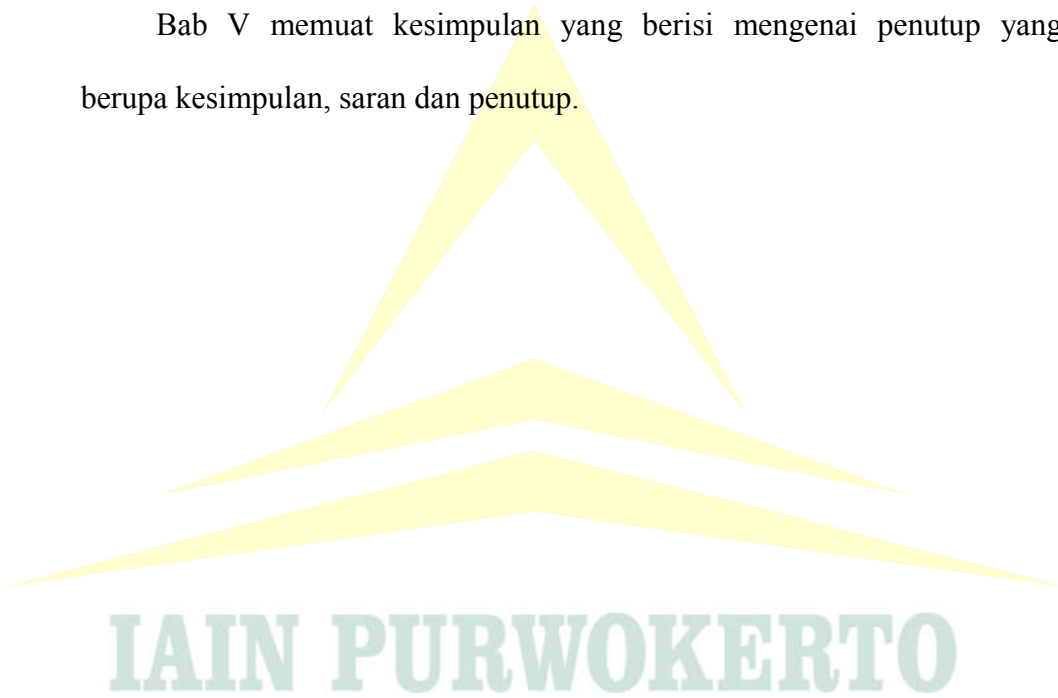 Bab V memuat kesimpulan yang berisi mengenai penutup yang
berupa kesimpulan, saran dan penutup.
IAIN PURWOKERTO